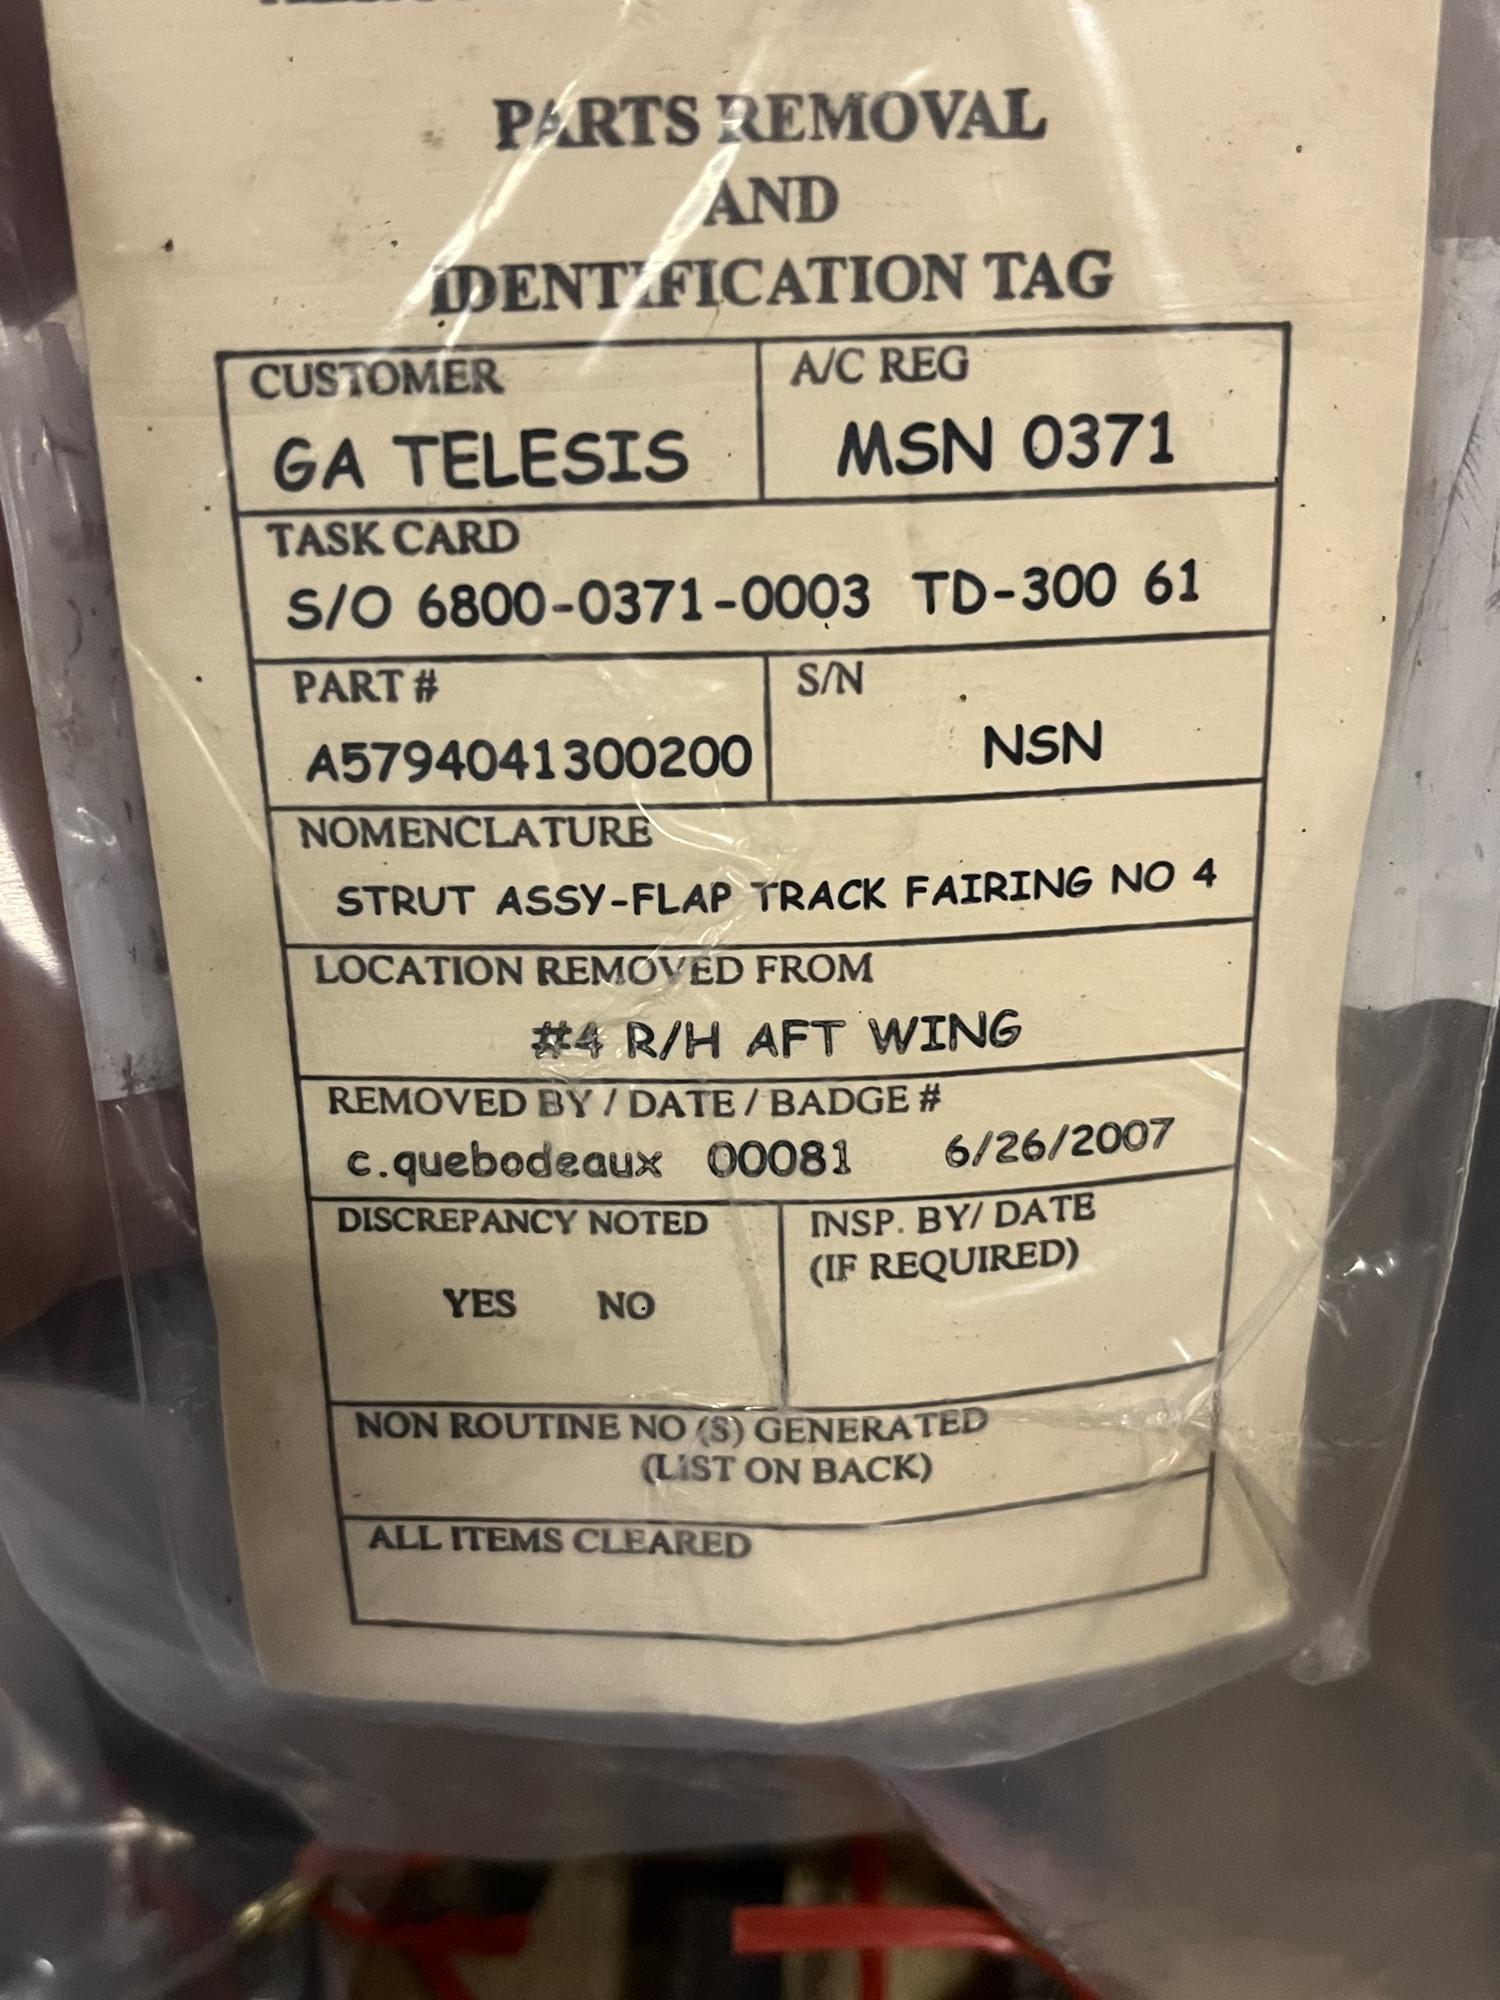 PARTS REMOVAL
AND
IDENTIFICATION TAG
CUSTOMER
GA TELESIS
A/C REG
MSN 0371
TASK CARD
S/O 6800-0371-0003 TD-300 61
PART #
A5794041300200
S/N
NSN
NOMENCLATURE
STRUT ASSY-FLAP TRACK FAIRING NO 4
LOCATION REMOVED FROM
#4 R/H AFT WING
REMOVED BY / DATE / BADGE #
c.quebodeaux 00081 6/26/2007
DISCREPANCY NOTED
YES NO
INSP. BY/ DATE
(IF REQUIRED)
NON ROUTINE NO (S) GENERATED
(LIST ON BACK)
ALL ITEMS CLEARED